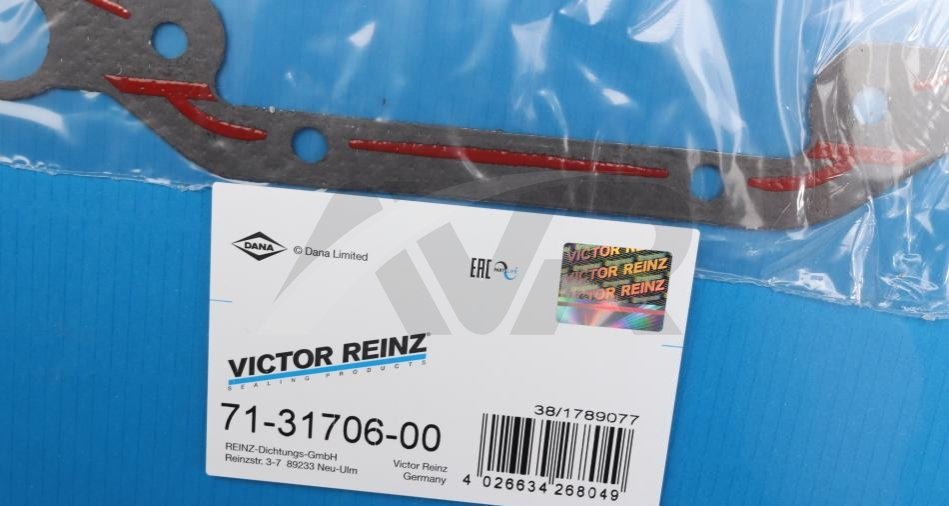 DANA
© Dana Limited
EAC
VICTOR REINZ
VICTOR REINZ
VICTOR REINZ
VICTOR REINZ®
SEALING PRODUCTS
71-31706-00
REINZ-Dichtungs-GmbH
Reinzstr. 3-7 89233 Neu-Ulm
Victor Reinz
Germany
38/1789077
4 026634 268049